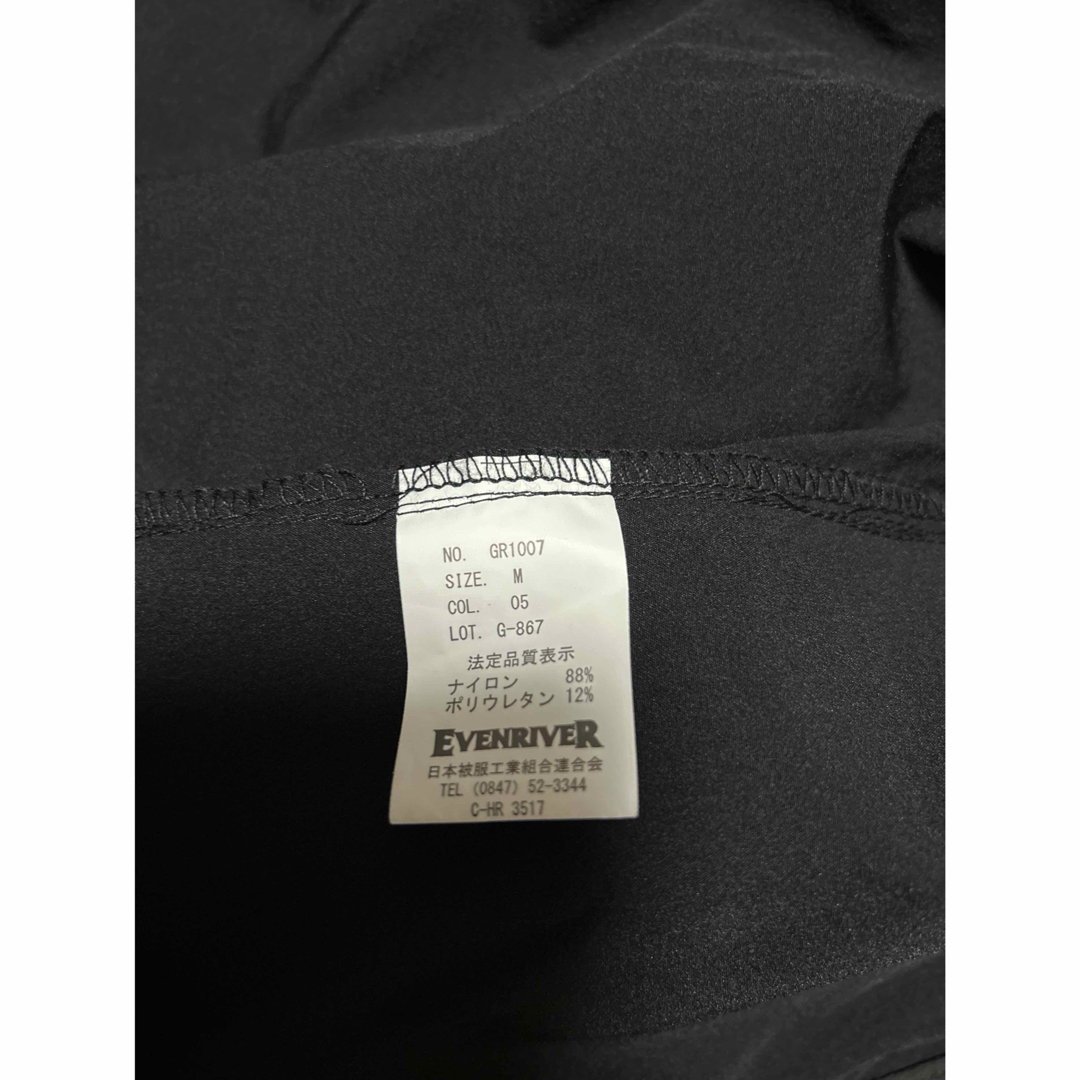 NO. GR1007
SIZE. M
COL. 05
LOT. G-867
法定品質表示
ナイロン 88%
ポリウレタン 12%
EVENRIVER
日本被服工業組合連合会
TEL (0847) 52-3344
C-HR 3517